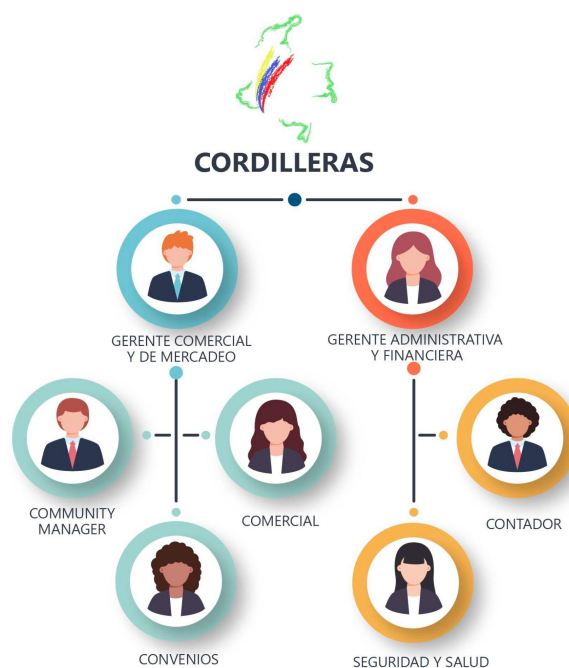 CORDILLERAS
GERENTE COMERCIAL
Y DE MERCADEO
GERENTE ADMINISTRATIVA
Y FINANCIERA
COMMUNITY
MANAGER
COMERCIAL
CONTADOR
CONVENIOS
SEGURIDAD Y SALUD